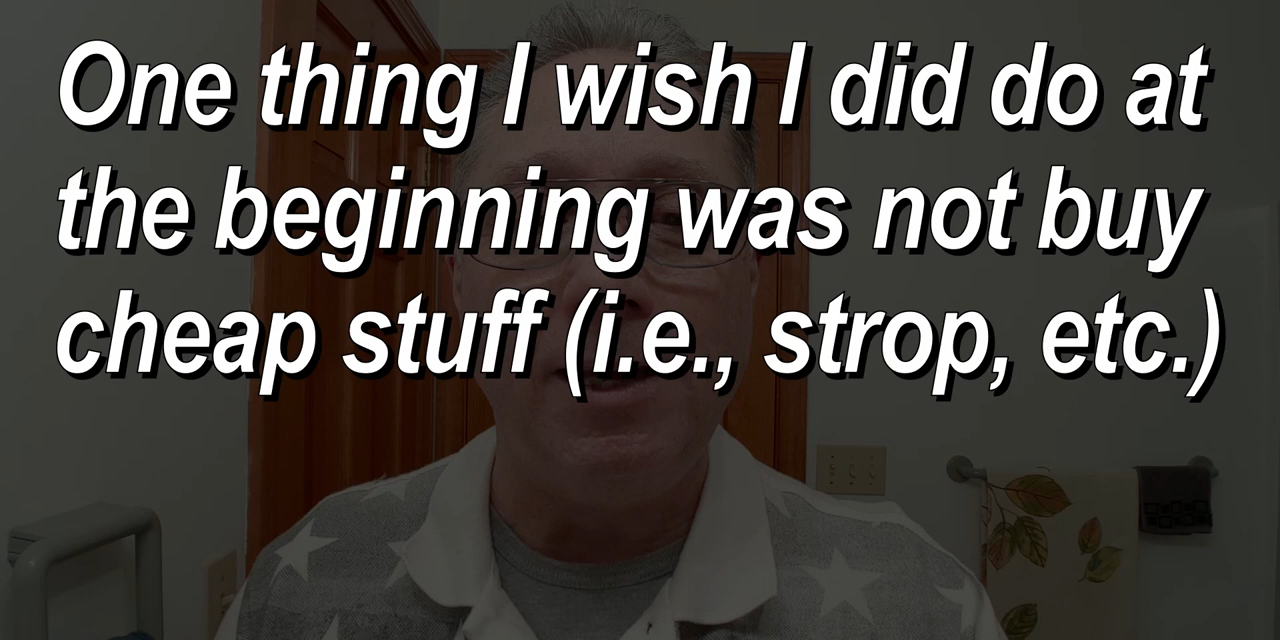 One thing I wish I did do at
the beginning was not buy
cheap stuff (i.e., strop, etc.)